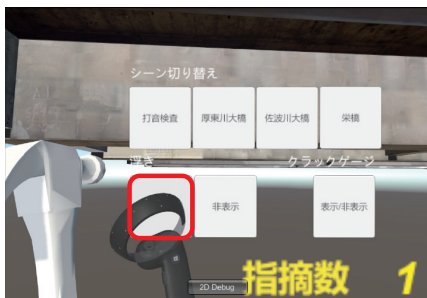 シーン切り替え
打音検査 厚東川大橋 佐波川大橋 栄橋
浮き クラックゲージ
非表示 表示/非表示
2D Debug
指摘数 1